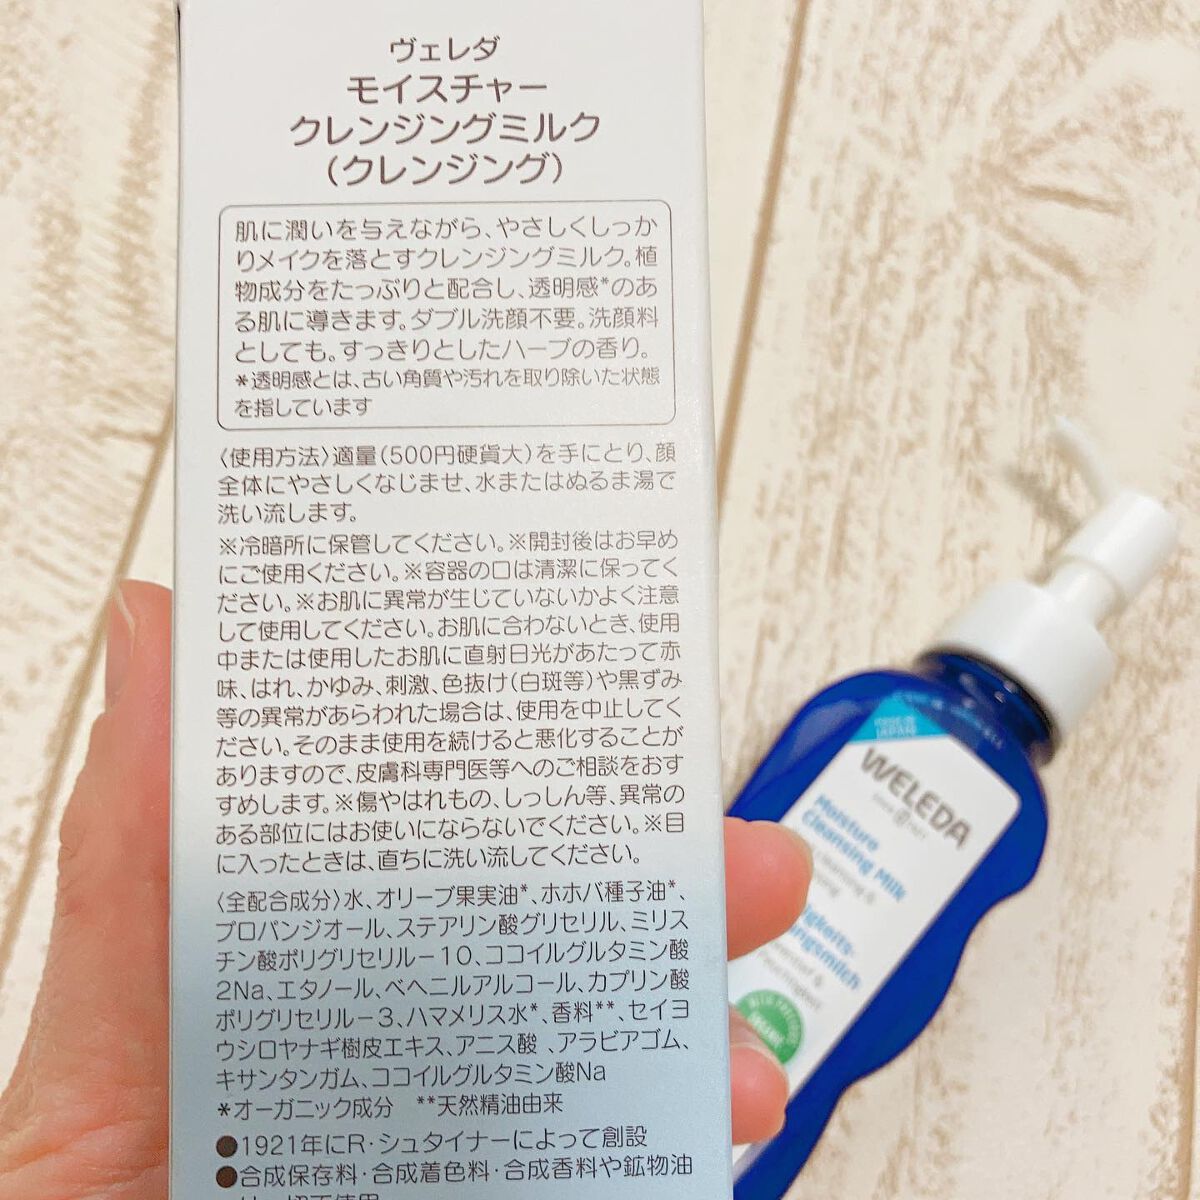 ヴェレダ
モイスチャー
クレンジングミルク
(クレンジング)
肌に潤いを与えながら、やさしくしっか
りメイクを落とすクレンジングミルク。植
物成分をたっぷりと配合し、透明感*のあ
る肌に導きます。ダブル洗顔不要。洗顔料
としても。すっきりとしたハーブの香り。
*透明感とは、古い角質や汚れを取り除いた状態
を指しています
〈使用方法〉適量(500円硬貨大)を手にとり、顔
全体にやさしくなじませ、水またはぬるま湯で
洗い流します。
※冷暗所に保管してください。※開封後はお早め
にご使用ください。※容器の口は清潔に保ってく
ださい。※お肌に異常が生じていないかよく注意
して使用してください。お肌に合わないとき、使用
中または使用したお肌に直射日光があたって赤
味、はれ、かゆみ、刺激、色抜け(白斑等)や黒ずみ
等の異常があらわれた場合は、使用を中止してく
ださい。そのまま使用を続けると悪化することが
ありますので、皮膚科専門医等へのご相談をおす
すめします。※傷やはれもの、しっしん等、異常の
ある部位にはお使いにならないでください。※目
に入ったときは、直ちに洗い流してください。
〈全配合成分〉水、オリーブ果実油*、ホホバ種子油*、
プロパンジオール、ステアリン酸グリセリル、ミリス
チン酸ポリグリセリル－10、ココイルグルタミン酸
2Na、エタノール、ベヘニルアルコール、カプリン酸
ポリグリセリル－3、ハマメリス水*、香料**、セイヨ
ウシロヤナギ樹皮エキス、アニス酸 、アラビアゴム、
キサンタンガム、ココイルグルタミン酸Na
*オーガニック成分 **天然精油由来
●1921年にR・シュタイナーによって創設
●合成保存料・合成着色料・合成香料や鉱物油
MADE IN
JAPAN
WELEDA
Moisture
Cleansing Milk